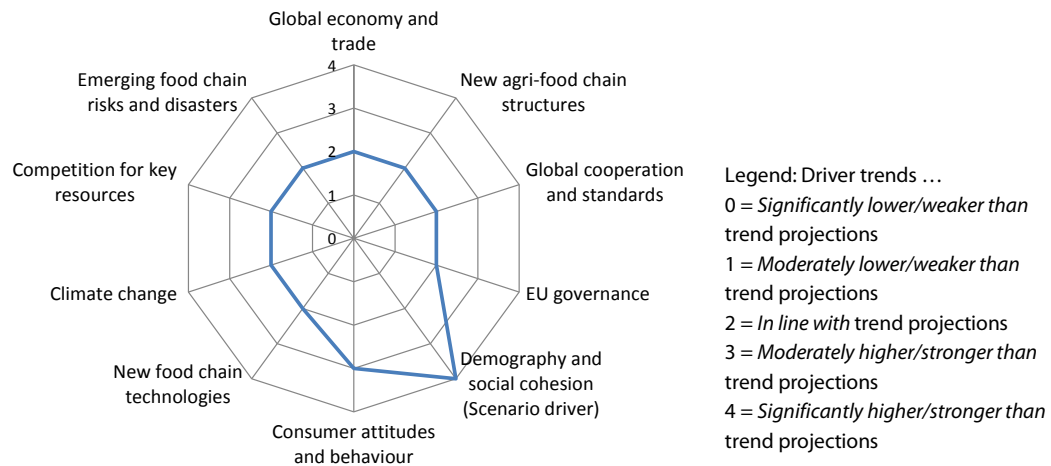 Global economy and
trade
New agri-food chain
structures
Global cooperation
and standards
EU governance
Demography and
social cohesion
(Scenario driver)
Consumer attitudes
and behaviour
New food chain
technologies
Climate change
Competition for key
resources
Emerging food chain
risks and disasters
4
3
2
1
0
Legend: Driver trends …
0 = Significantly lower/weaker than
trend projections
1 = Moderately lower/weaker than
trend projections
2 = In line with trend projections
3 = Moderately higher/stronger than
trend projections
4 = Significantly higher/stronger than
trend projections